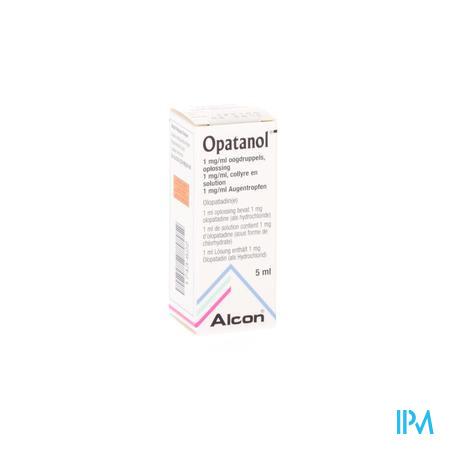 Opatanol®
1 mg/ml oogdruppels,
oplossing
1 mg/ml, collyre en
solution
1 mg/ml Augentropfen
Olopatadin(e)
1 ml oplossing bevat 1 mg
olopatadine (als hydrochloride)
1 ml de solution contient 1 mg
d'olopatadine (sous forme de
chlorhydrate)
1 ml Lösung enthält 1 mg
Olopatadin (als Hydrochlorid)
5 ml
Alcon®
IPM